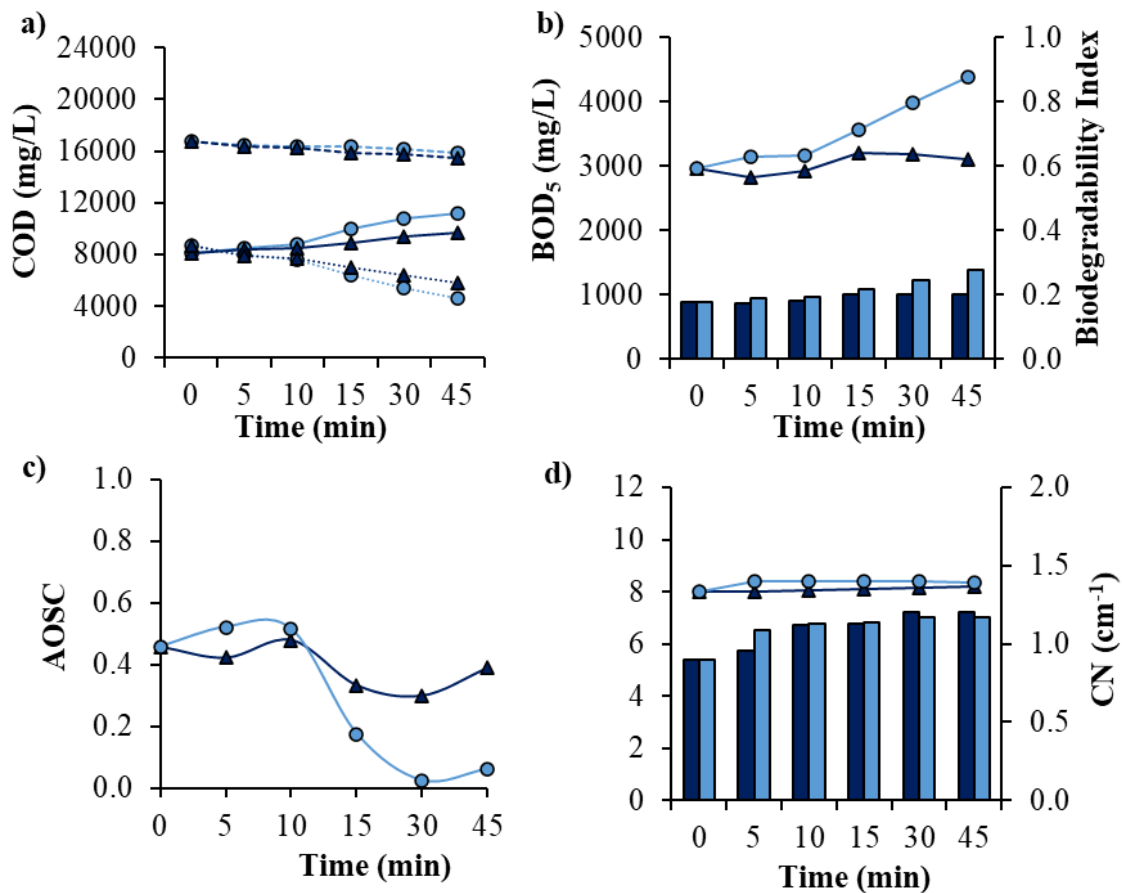 a)
24000
20000
16000
12000
8000
4000
0
COD (mg/L)
0 5 10 15 30 45
Time (min)
b)
5000
4000
3000
2000
1000
0
BOD₅ (mg/L)
1.0
0.8
0.6
0.4
0.2
0.0
Biodegradability Index
0 5 10 15 30 45
Time (min)
c)
1.0
0.8
0.6
0.4
0.2
0.0
AOSC
0 5 10 15 30 45
Time (min)
d)
12
10
8
6
4
2
0
2.0
1.5
1.0
0.5
0.0
CN (cm⁻¹)
0 5 10 15 30 45
Time (min)